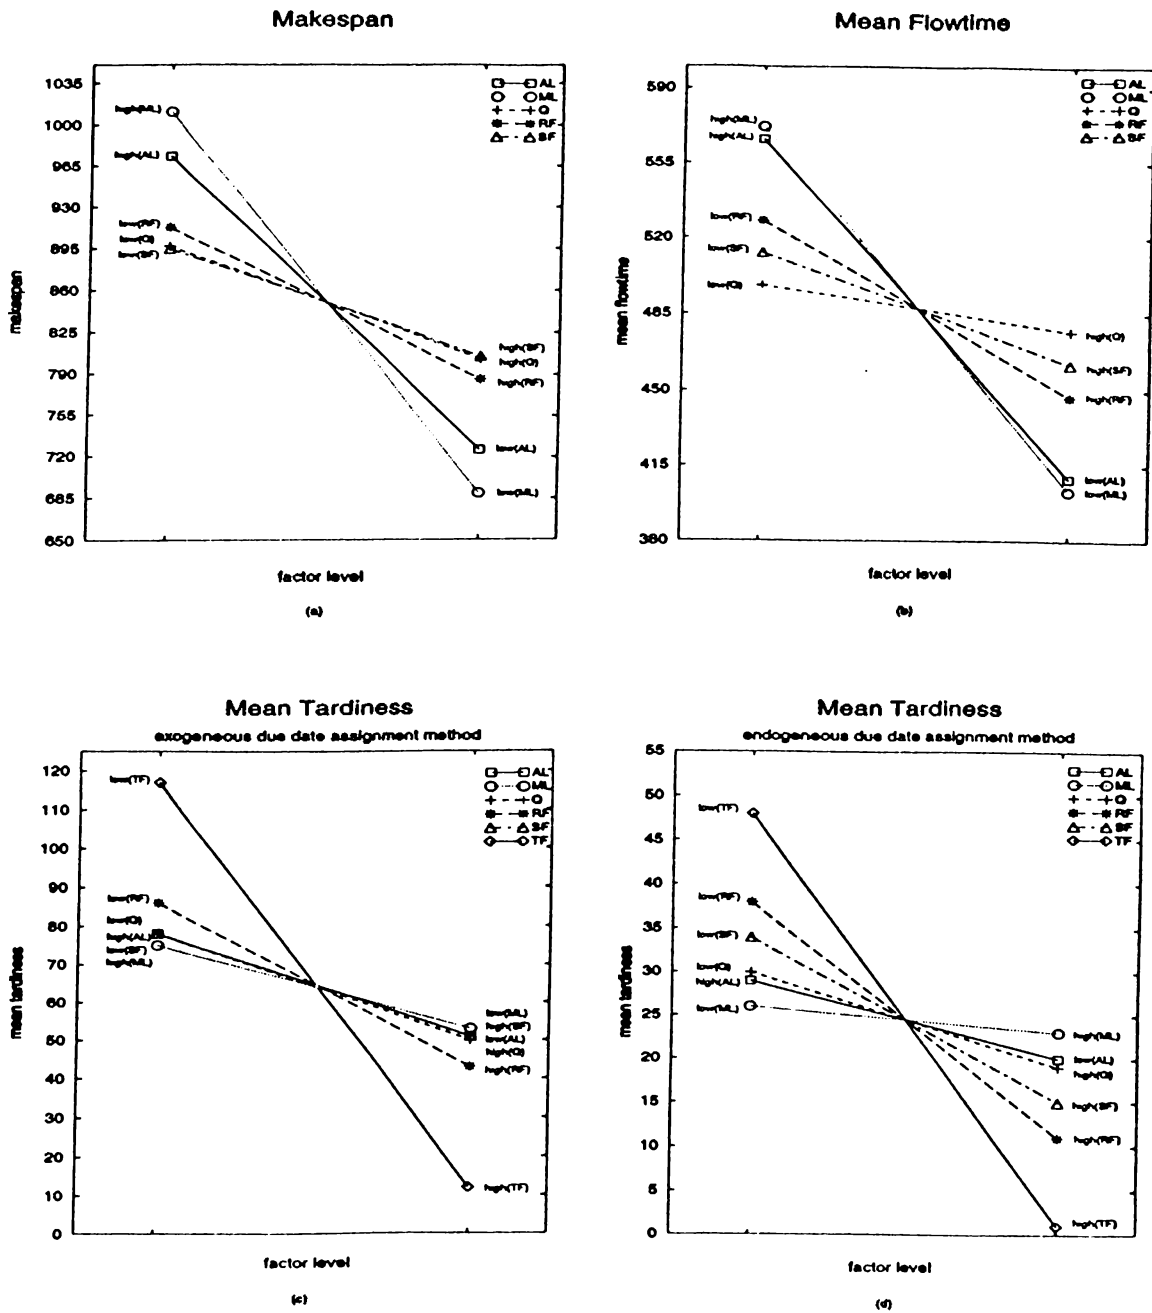 Makespan
1035
1000
965
930
895
860
825
790
755
720
685
650
makespan
high(ML)
high(AL)
low(RF)
low(Q)
low(SF)
high(SF)
high(Q)
high(RF)
low(AL)
low(ML)
AL
ML
Q
RF
SF
factor level
(a)
Mean Flowtime
590
555
520
485
450
415
380
mean flowtime
high(ML)
high(AL)
low(RF)
low(SF)
low(Q)
high(Q)
high(SF)
high(RF)
low(AL)
low(ML)
AL
ML
Q
RF
SF
factor level
(b)
Mean Tardiness
exogeneous due date assignment method
120
110
100
90
80
70
60
50
40
30
20
10
0
mean tardiness
low(TF)
low(RF)
low(Q)
high(AL)
low(SF)
high(ML)
low(ML)
high(SF)
low(AL)
high(Q)
high(RF)
high(TF)
AL
ML
Q
RF
SF
TF
factor level
(c)
Mean Tardiness
endogeneous due date assignment method
55
50
45
40
35
30
25
20
15
10
5
0
mean tardiness
low(TF)
low(RF)
low(SF)
low(Q)
high(AL)
low(ML)
high(ML)
low(AL)
high(Q)
high(SF)
high(RF)
high(TF)
AL
ML
Q
RF
SF
TF
factor level
(d)